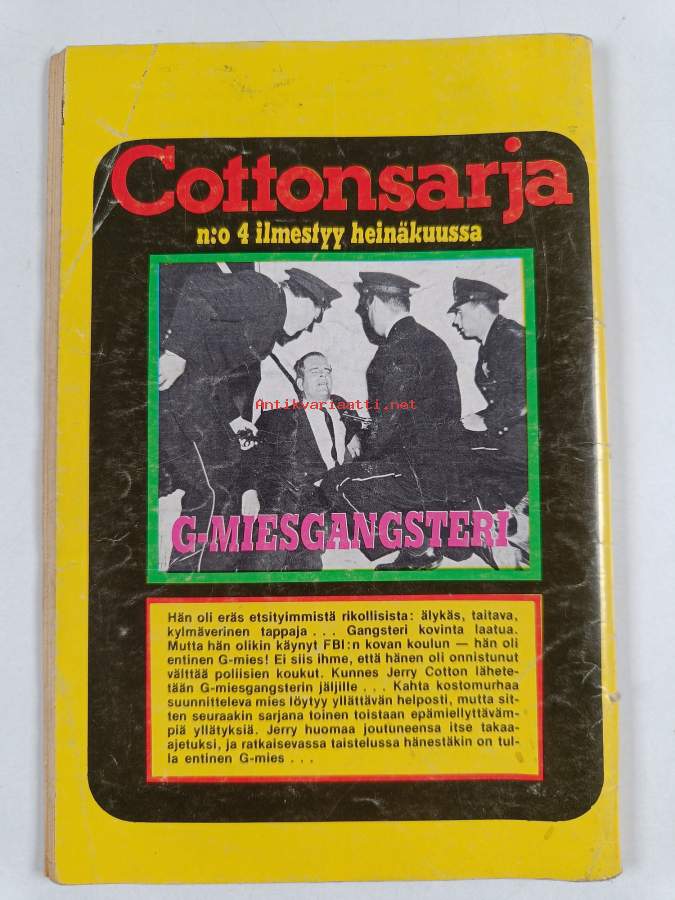 Cottonsarja
n:o 4 ilmestyy heinäkuussa
Antikvariaatti.net
G-MIESGANGSTERI
Hän oli eräs etsityimmistä rikollisista: älykäs, taitava,
kylmäverinen tappaja . . . Gangsteri kovinta laatua.
Mutta hän olikin käynyt FBI:n kovan koulun — hän oli
entinen G-mies! Ei siis ihme, että hänen oli onnistunut
välttää poliisien koukut. Kunnes Jerry Cotton lähete-
tään G-miesgangsterin jäljille . . . Kahta kostomurhaa
suunnitteleva mies löytyy yllättävän helposti, mutta sit-
ten seuraakin sarjana toinen toistaan epämiellyttäväm-
piä yllätyksiä. Jerry huomaa joutuneensa itse takaa-
ajetuksi, ja ratkaisevassa taistelussa hänestäkin on tul-
la entinen G-mies . . .